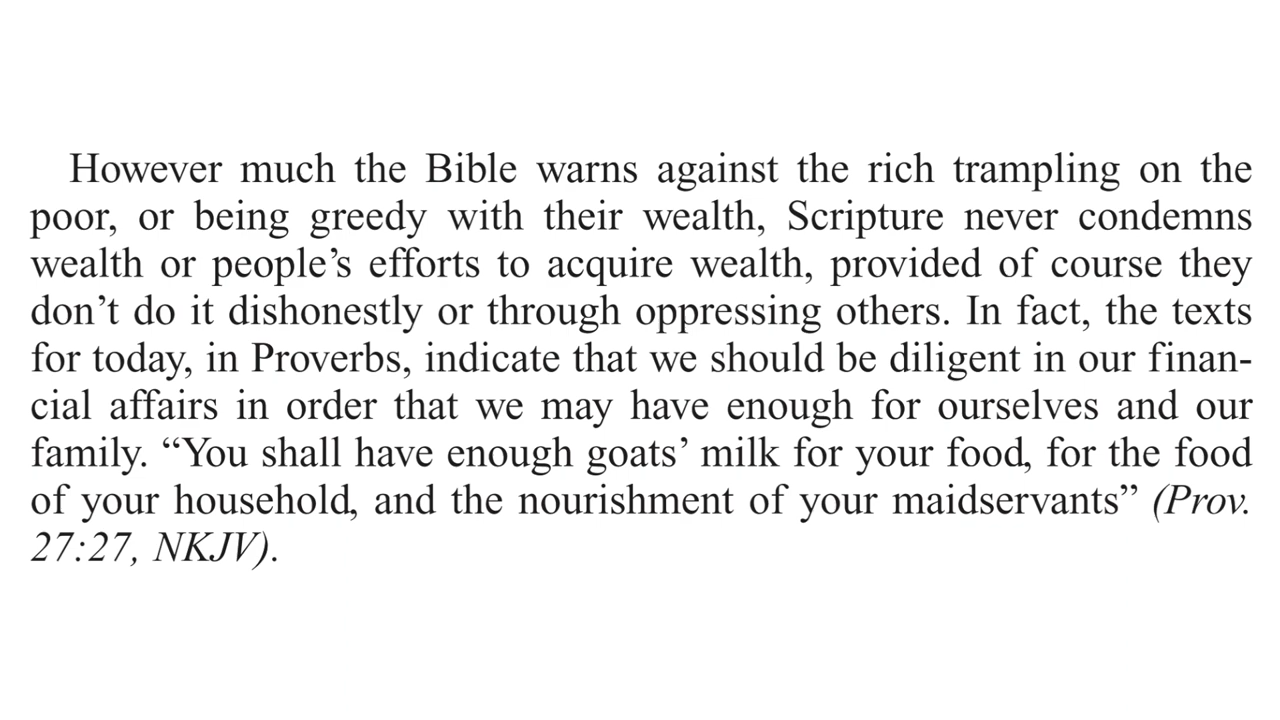 However much the Bible warns against the rich trampling on the
poor, or being greedy with their wealth, Scripture never condemns
wealth or people’s efforts to acquire wealth, provided of course they
don’t do it dishonestly or through oppressing others. In fact, the texts
for today, in Proverbs, indicate that we should be diligent in our finan-
cial affairs in order that we may have enough for ourselves and our
family. “You shall have enough goats’ milk for your food, for the food
of your household, and the nourishment of your maidservants” (Prov.
27:27, NKJV).